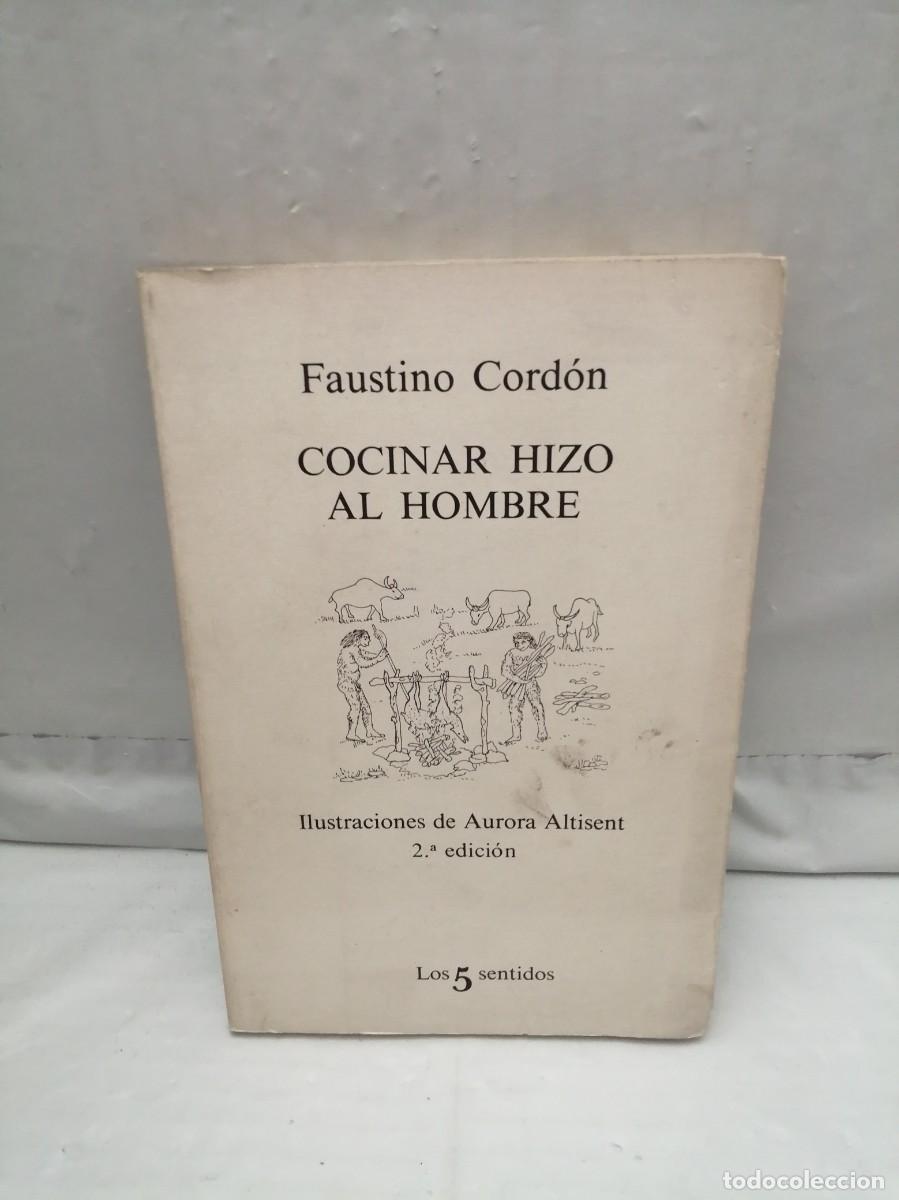 Faustino Cordón
COCINAR HIZO
AL HOMBRE
Ilustraciones de Aurora Altisent
2.ª edición
Los 5 sentidos
todocoleccion